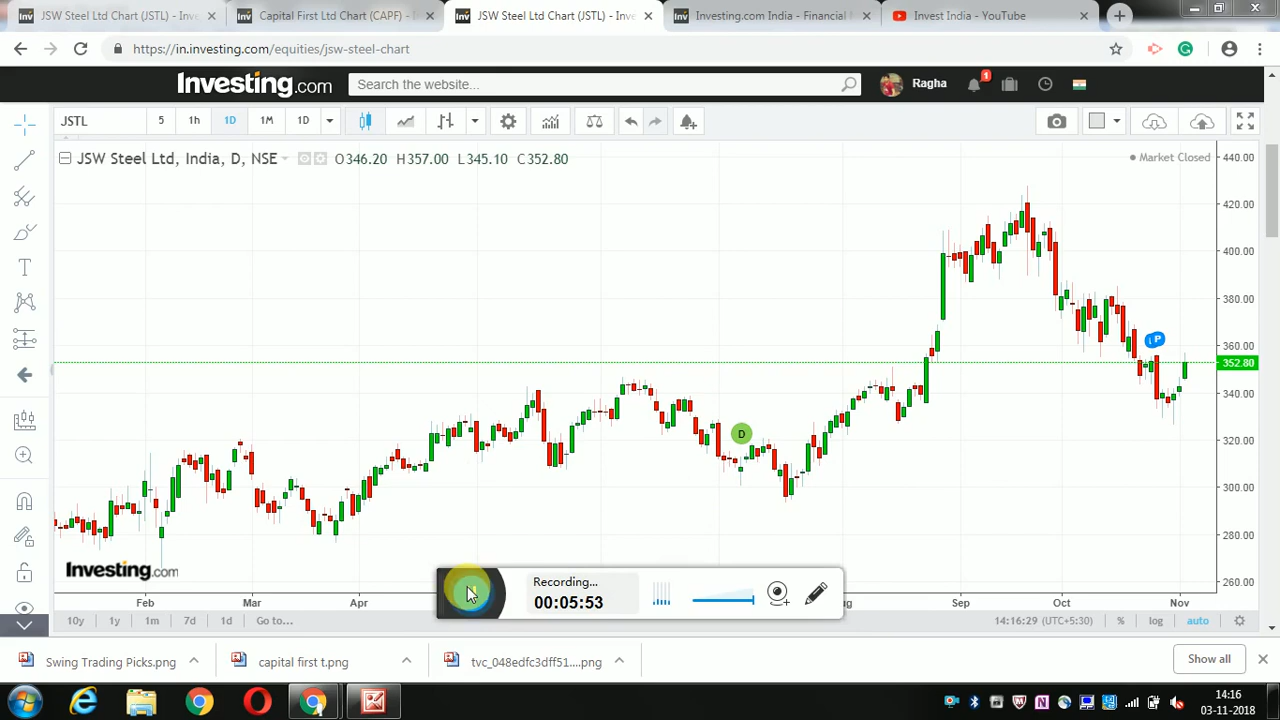 JSW Steel Ltd Chart (JSTL) - Inve
Capital First Ltd Chart (CAPF) -
JSW Steel Ltd Chart (JSTL) - Inve
Investing.com India - Financial
Invest India - YouTube
https://in.investing.com/equities/jsw-steel-chart
Investing.com
Search the website...
Ragha
1
JSTL
5
1h
1D
1M
1D
JSW Steel Ltd, India, D, NSE
O346.20 H357.00 L345.10 C352.80
Market Closed
440.00
420.00
400.00
380.00
360.00
352.80
340.00
320.00
300.00
280.00
260.00
P
D
Investing.com
Recording...
00:05:53
Feb
Mar
Apr
ug
Sep
Oct
Nov
10y
1y
1m
7d
1d
Go to...
14:16:29 (UTC+5:30)
%
log
auto
Swing Trading Picks.png
capital first t.png
tvc_048edfc3dff51....png
Show all
14:16
03-11-2018